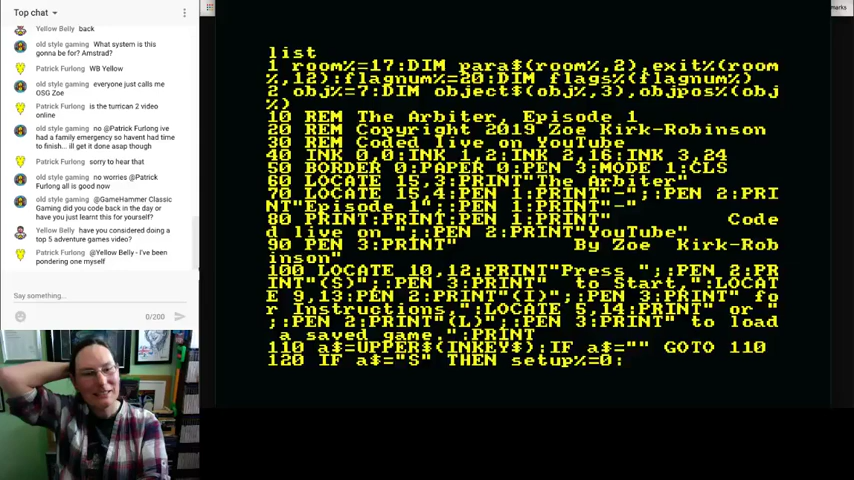 Top chat
Yellow Belly back
old style gaming What system is this
gonna be for? Amstrad?
Patrick Furlong WB Yellow
old style gaming everyone just calls me
OSG Zoe
Patrick Furlong is the turrican 2 video
online
old style gaming no @Patrick Furlong ive
had a family emergency so havent had time
to finish... ill it get done asap though
Patrick Furlong sorry to hear that
old style gaming no worries @Patrick
Furlong all is good now
old style gaming @GameHammer Classic
Gaming did you code back in the day or
have you just learnt this for yourself?
Yellow Belly have you considered doing a
top 5 adventure games video?
Patrick Furlong @Yellow Belly - I've been
pondering one myself
Say something...
0/200
list
1 room%=17:DIM para$(room%,2),exit%(room
%,12):flagnum%=20:DIM flags%(flagnum%)
2 obj%=7:DIM object$(obj%,3),objpos%(obj
%)
10 REM The Arbiter, Episode 1
20 REM Copyright 2019 Zoe Kirk-Robinson
30 REM Coded live on YouTube
40 INK 0,0:INK 1,2:INK 2,16:INK 3,24
50 BORDER 0:PAPER 0:PEN 3:MODE 1:CLS
60 LOCATE 15,3:PRINT"The Arbiter"
70 LOCATE 15,4:PEN 1:PRINT"-";:PEN 2:PRI
NT"Episode 1";:PEN 1:PRINT"-"
80 PRINT:PRINT:PEN 1:PRINT" Code
d live on ";:PEN 2:PRINT"YouTube"
90 PEN 3:PRINT" By Zoe Kirk-Rob
inson"
100 LOCATE 10,12:PRINT"Press ";:PEN 2:PR
INT"(S)";:PEN 3:PRINT" to Start,":LOCAT
E 9,13:PEN 2:PRINT"(I)";:PEN 3:PRINT" fo
r Instructions,":LOCATE 5,14:PRINT" or "
;:PEN 2:PRINT"(L)";:PEN 3:PRINT" to load
a saved game.":PRINT
110 a$=UPPER$(INKEY$):IF a$="" GOTO 110
120 IF a$="S" THEN setup%=0: